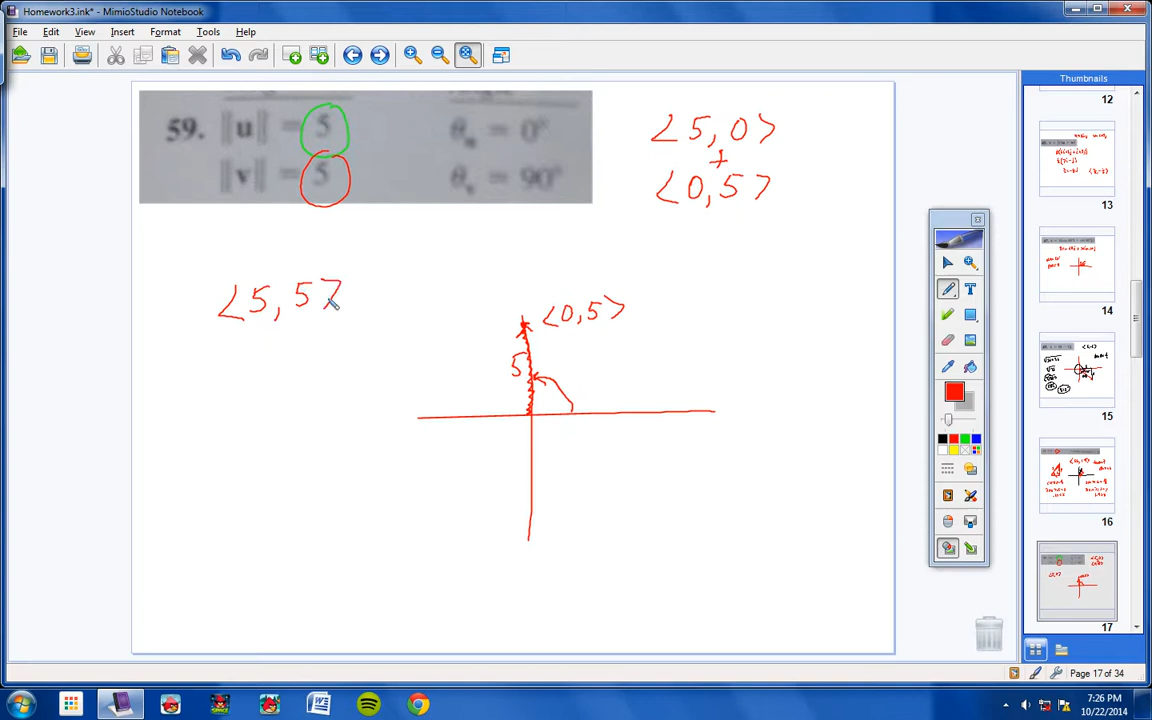 Homework3.ink* - MimioStudio Notebook
File Edit View Insert Format Tools Help
Thumbnails
59. ||u|| = 5 θu = 0°
||v|| = 5 θv = 90°
<5,0>
+
<0,5>
<5,5>
<0,5>
5
12
13
14
15
16
17
Page 17 of 34
7:26 PM
10/22/2014